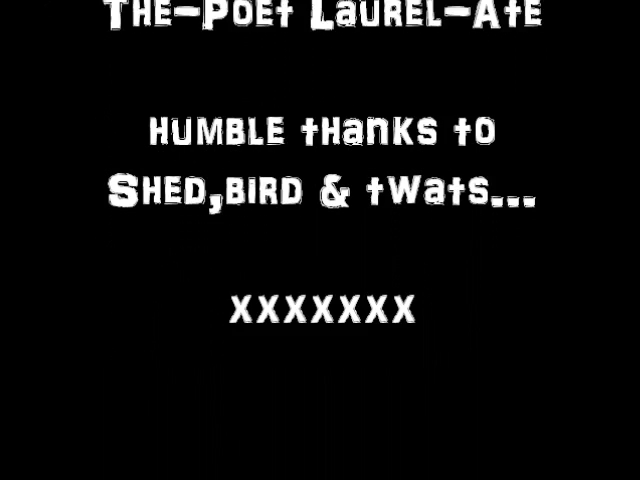 The-Poet Laurel-Ate
humble thanks to
Shed,bird & twats...
xxxxxxx